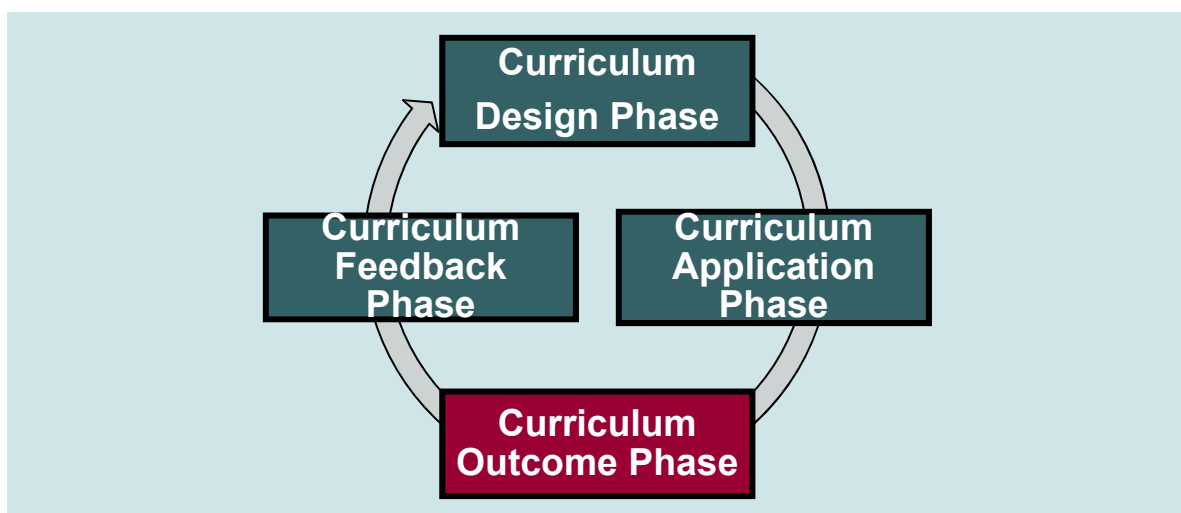 Curriculum
Design Phase
Curriculum
Feedback
Phase
Curriculum
Application
Phase
Curriculum
Outcome Phase